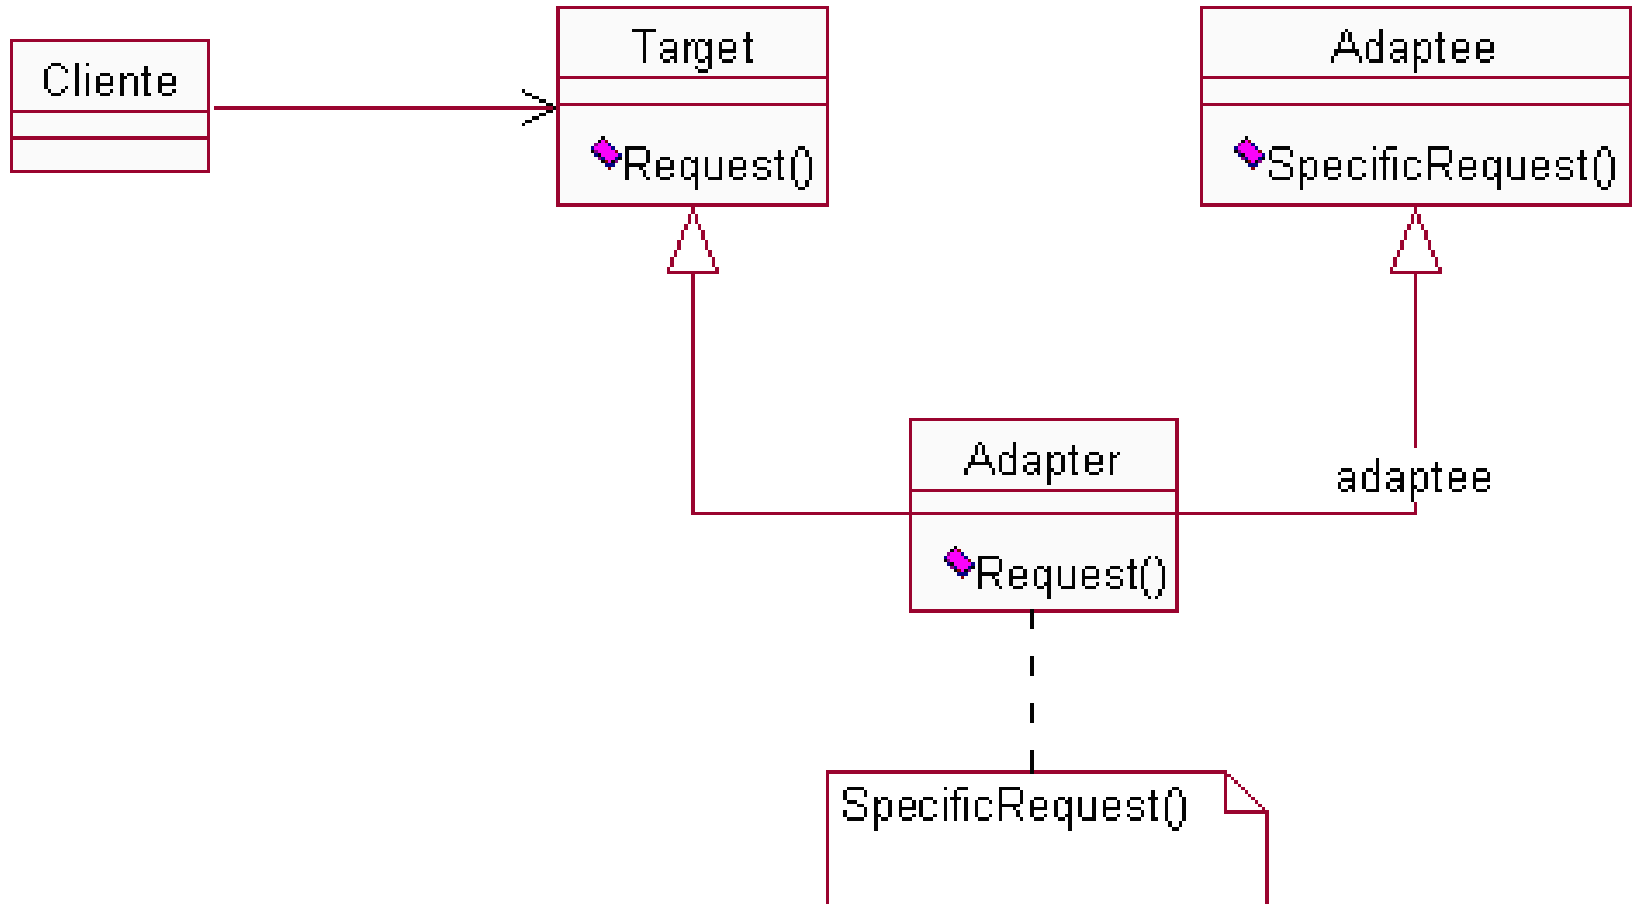 Cliente
Target
Request()
Adaptee
SpecificRequest()
Adapter
Request()
adaptee
SpecificRequest()